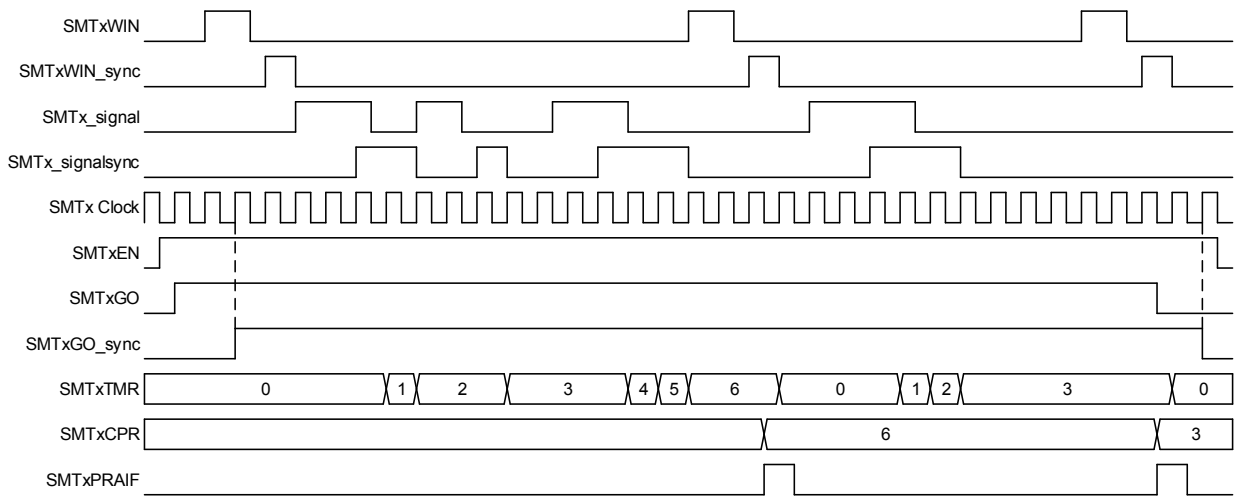 SMTxWIN
SMTxWIN_sync
SMTx_signal
SMTx_signalsync
SMTx Clock
SMTxEN
SMTxGO
SMTxGO_sync
SMTxTMR 0 1 2 3 4 5 6 0 1 2 3 0
SMTxCPR 6 3
SMTxPRAIF